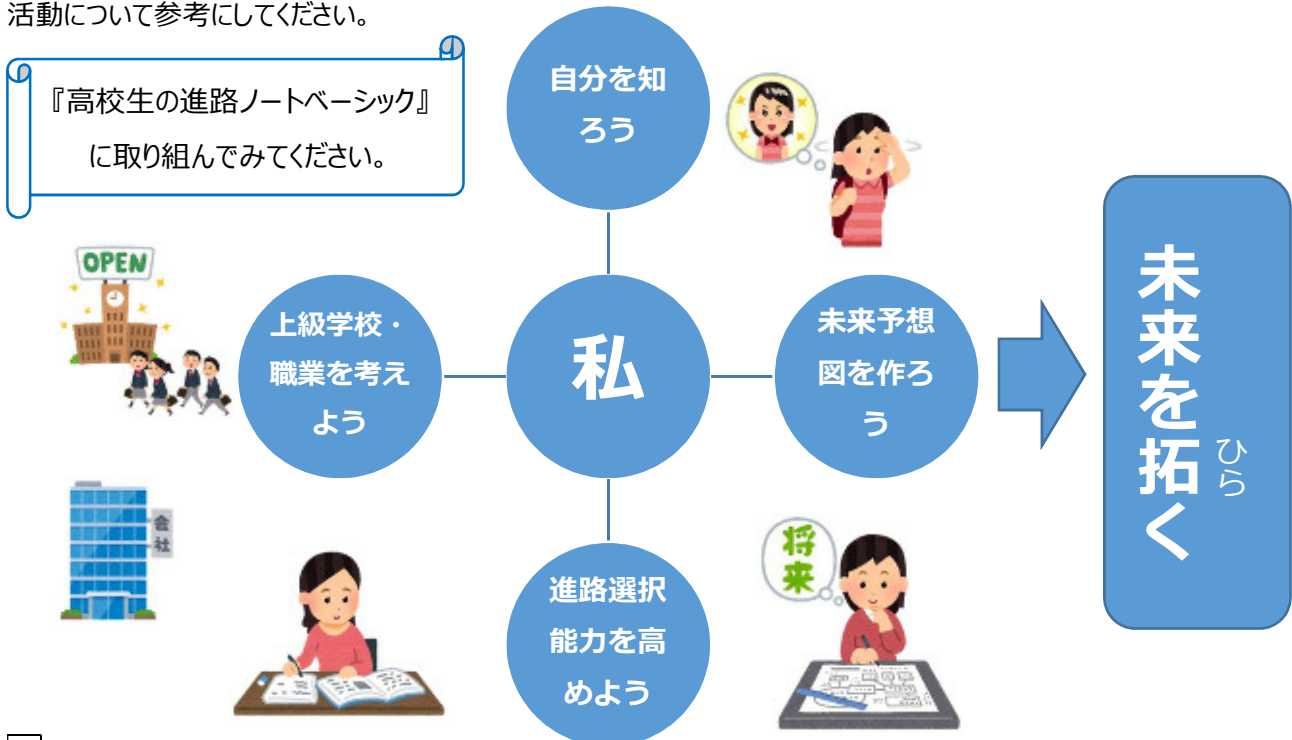 活動について参考にしてください。
『高校生の進路ノートベーシック』
に取り組んでみてください。
自分を知
ろう
OPEN
上級学校・
職業を考え
よう
私
未来予想
図を作ろ
う
未来を拓く
ひら
会社
将来
進路選択
能力を高
めよう